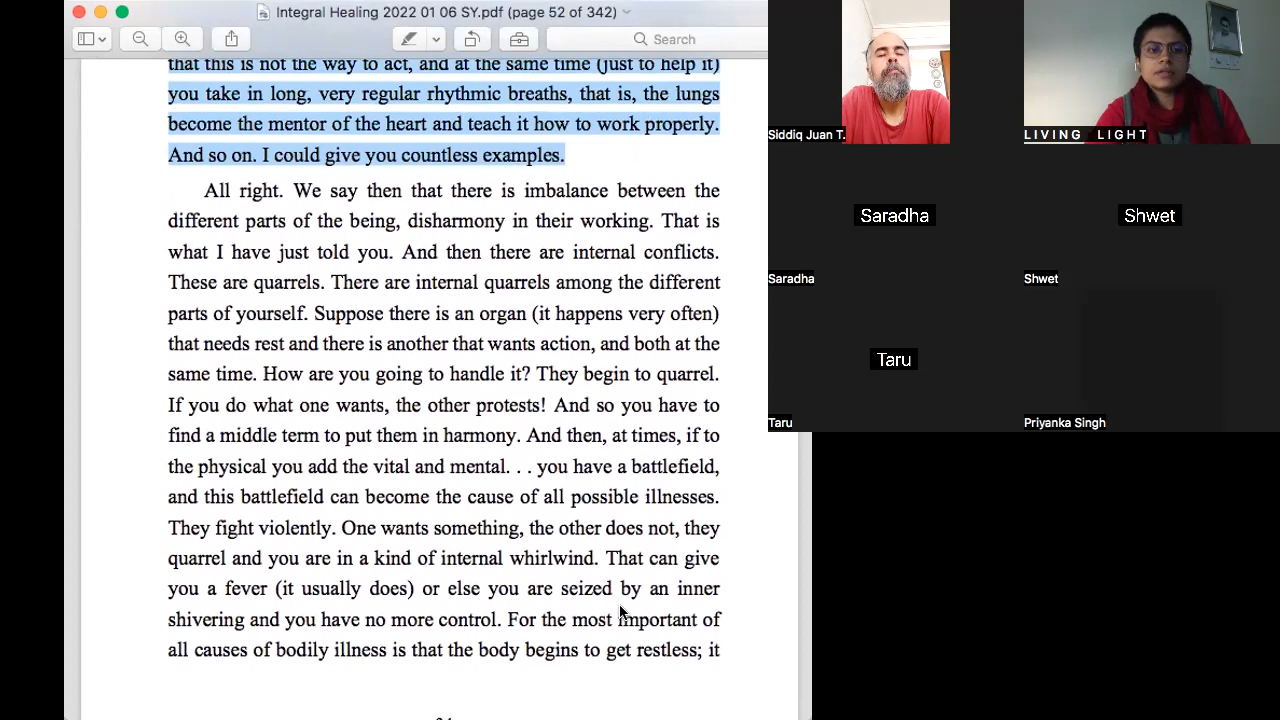 Integral Healing 2022 01 06 SY.pdf (page 52 of 342)
Search
that this is not the way to act, and at the same time (just to help it)
you take in long, very regular rhythmic breaths, that is, the lungs
become the mentor of the heart and teach it how to work properly.
And so on. I could give you countless examples.
All right. We say then that there is imbalance between the
different parts of the being, disharmony in their working. That is
what I have just told you. And then there are internal conflicts.
These are quarrels. There are internal quarrels among the different
parts of yourself. Suppose there is an organ (it happens very often)
that needs rest and there is another that wants action, and both at the
same time. How are you going to handle it? They begin to quarrel.
If you do what one wants, the other protests! And so you have to
find a middle term to put them in harmony. And then, at times, if to
the physical you add the vital and mental. . . you have a battlefield,
and this battlefield can become the cause of all possible illnesses.
They fight violently. One wants something, the other does not, they
quarrel and you are in a kind of internal whirlwind. That can give
you a fever (it usually does) or else you are seized by an inner
shivering and you have no more control. For the most important of
all causes of bodily illness is that the body begins to get restless; it
Siddiq Juan T.
LIVING LIGHT
Saradha
Shwet
Saradha
Shwet
Taru
Taru
Priyanka Singh